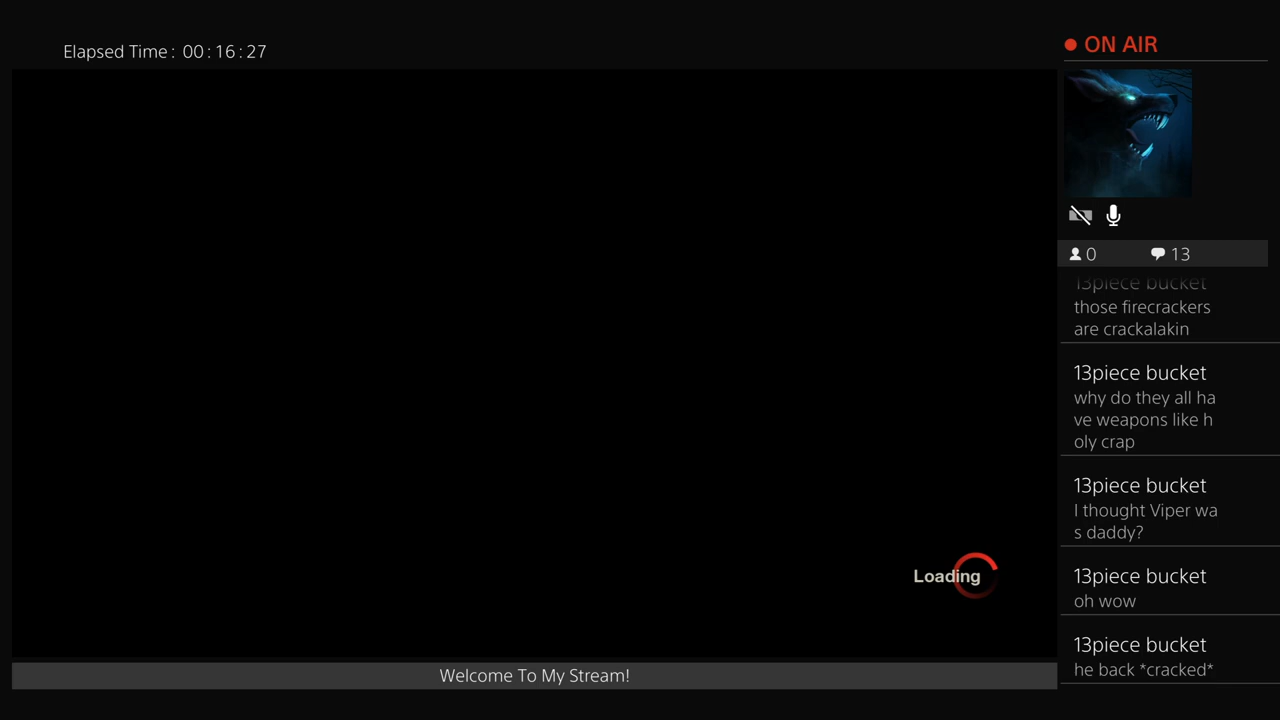 Elapsed Time : 00 : 16 : 27
ON AIR
0 13
13piece bucket
those firecrackers
are crackalakin
13piece bucket
why do they all ha
ve weapons like h
oly crap
13piece bucket
I thought Viper wa
s daddy?
13piece bucket
oh wow
13piece bucket
he back *cracked*
Loading
Welcome To My Stream!